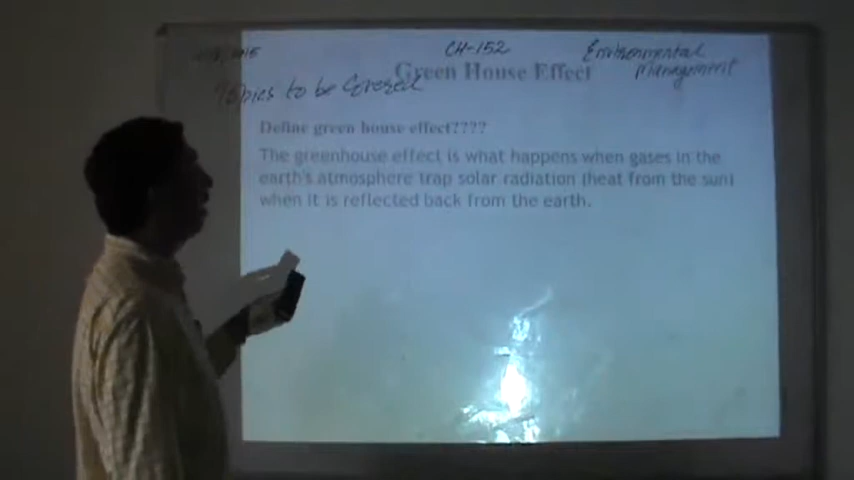 2015 CH-152 Environmental
Green House Effect Management
Topics to be Covered
Define green house effect????
The greenhouse effect is what happens when gases in the
earth's atmosphere trap solar radiation (heat from the sun)
when it is reflected back from the earth.